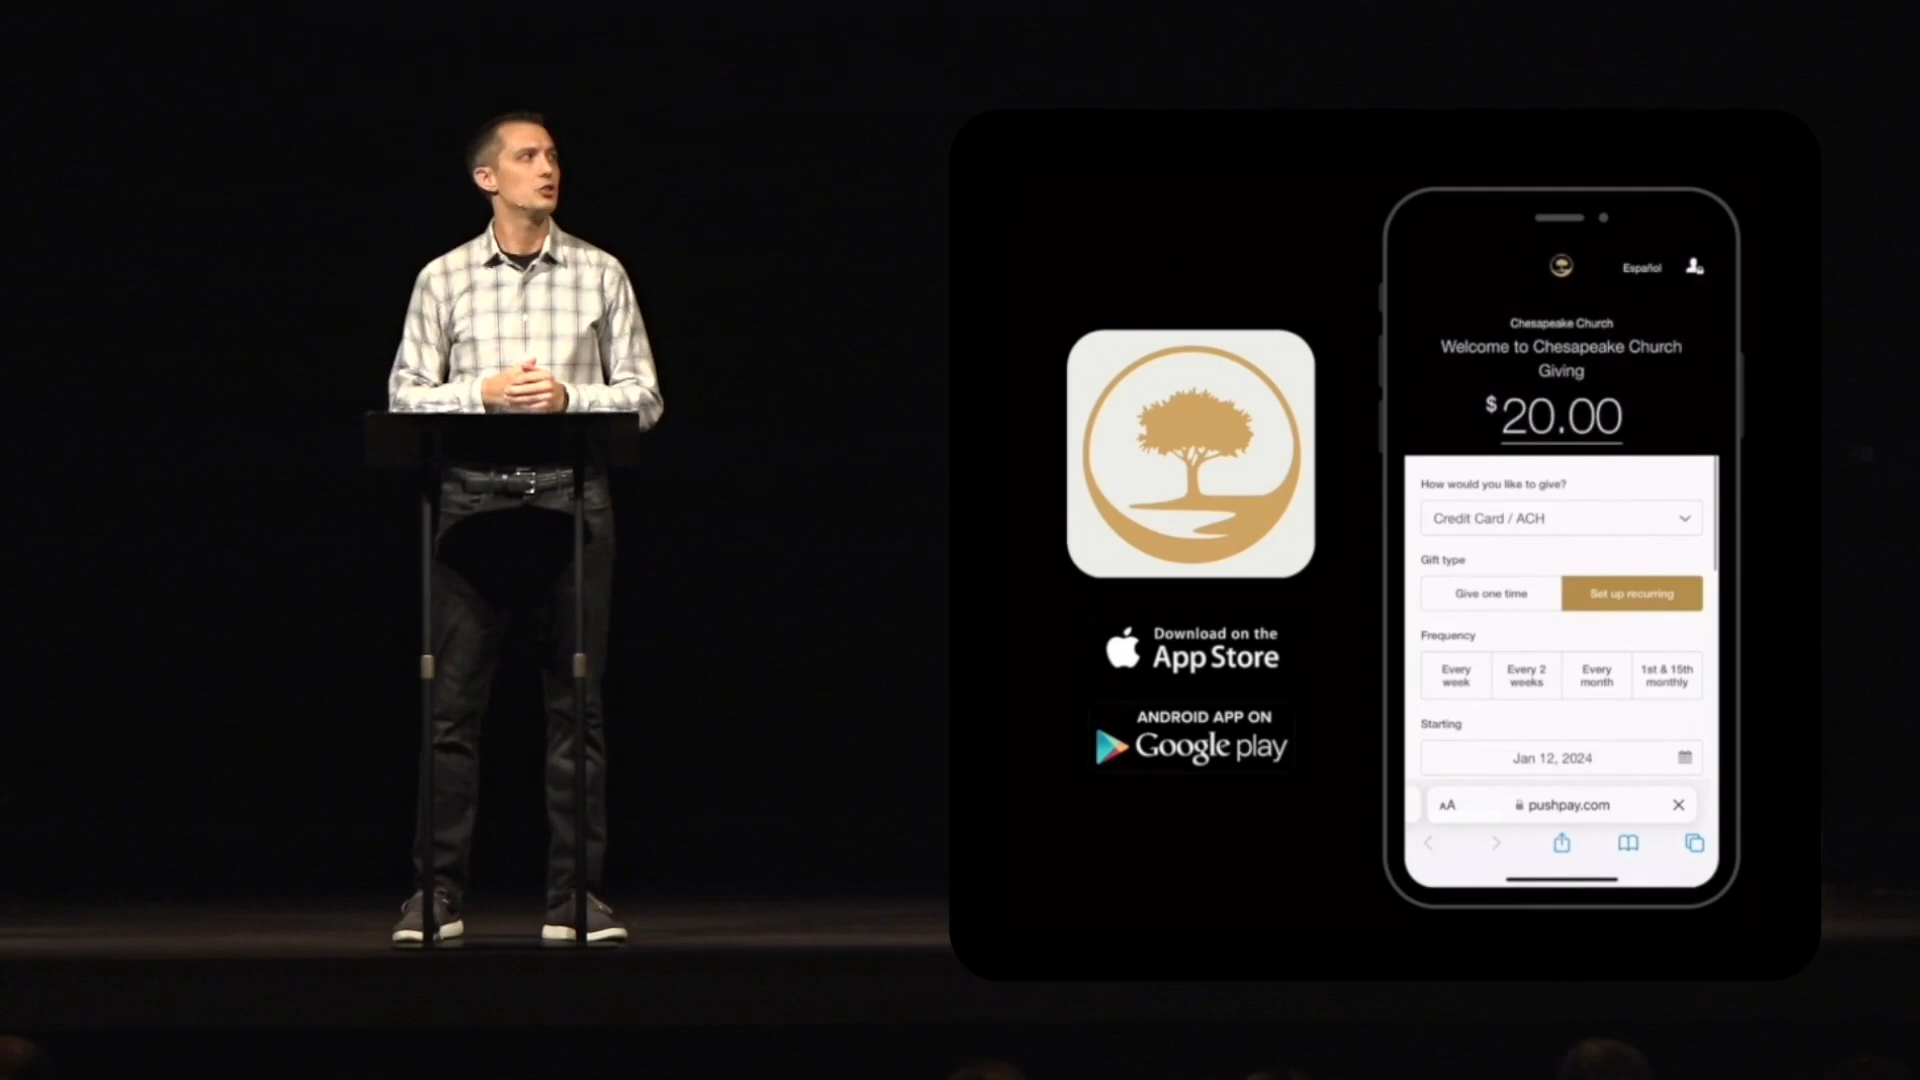 Download on the
App Store
ANDROID APP ON
Google play
Español
Chesapeake Church
Welcome to Chesapeake Church
Giving
$20.00
How would you like to give?
Credit Card / ACH
Gift type
Give one time
Set up recurring
Frequency
Every
week
Every 2
weeks
Every
month
1st & 15th
monthly
Starting
Jan 12, 2024
AA
pushpay.com